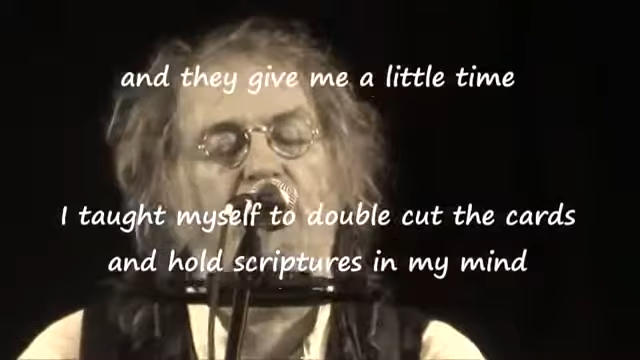 and they give me a little time
I taught myself to double cut the cards
and hold scriptures in my mind